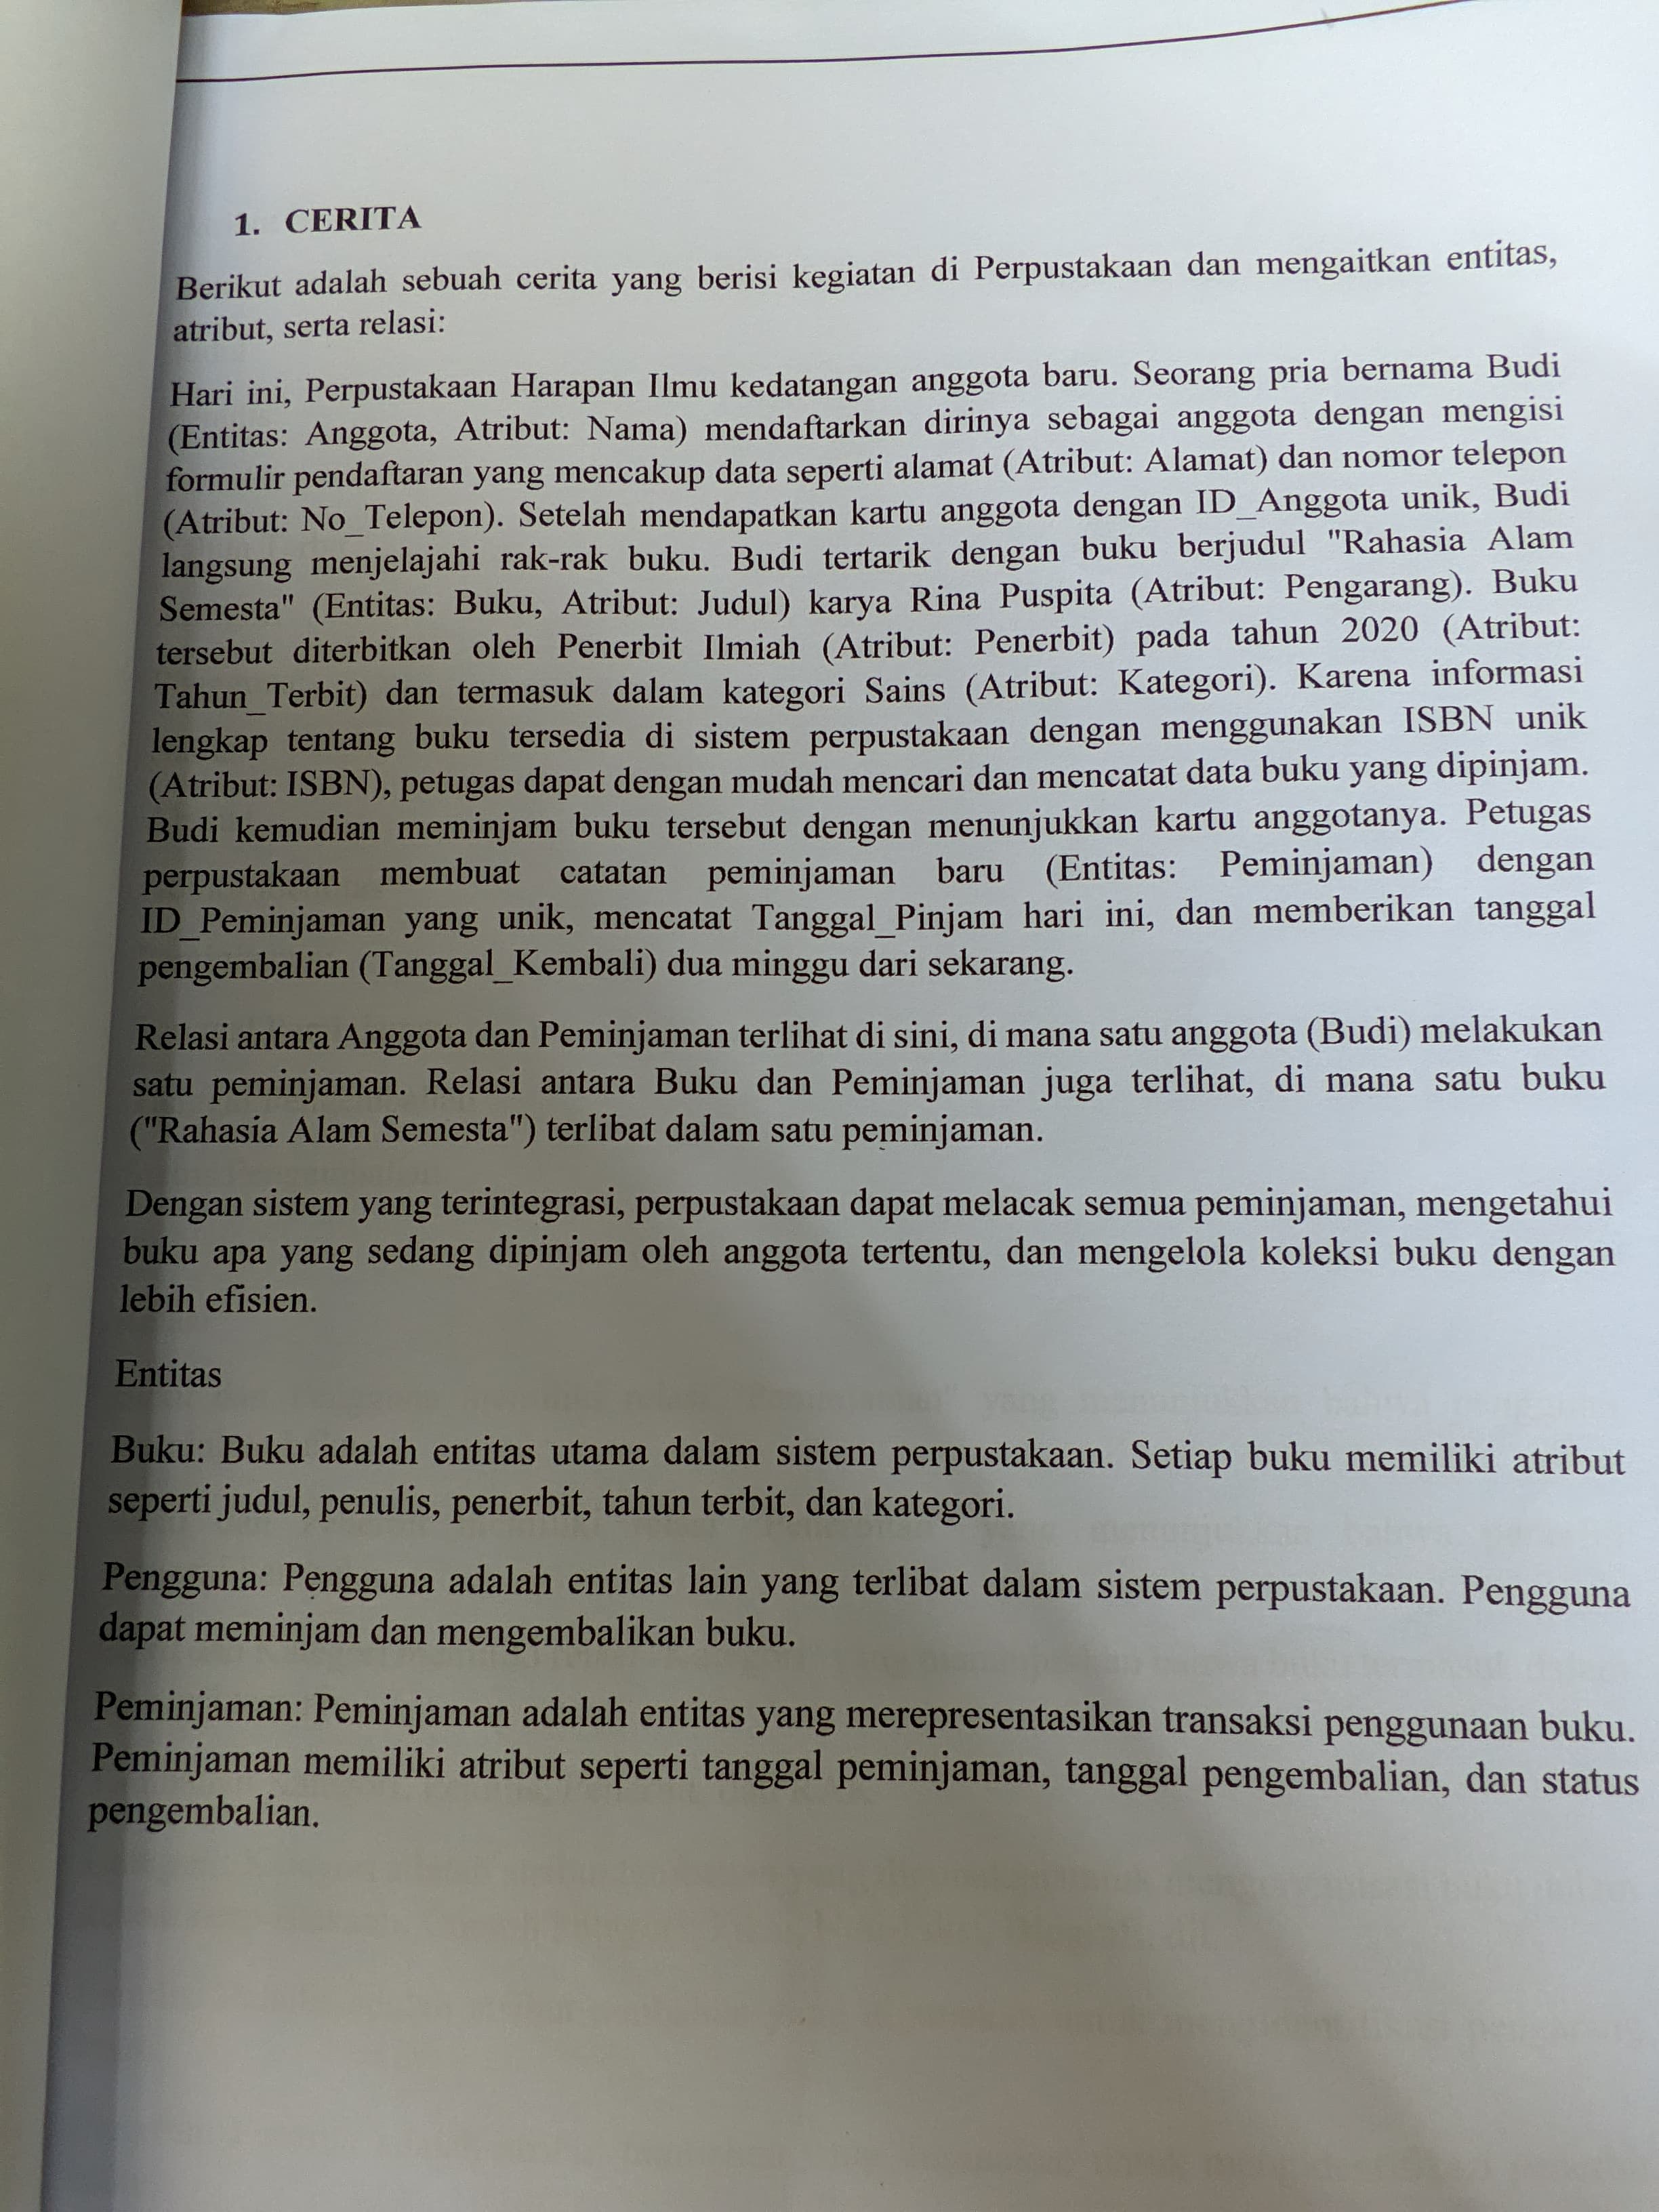 1. CERITA
Berikut adalah sebuah cerita yang berisi kegiatan di Perpustakaan dan mengaitkan entitas,
atribut, serta relasi:
Hari ini, Perpustakaan Harapan Ilmu kedatangan anggota baru. Seorang pria bernama Budi
(Entitas: Anggota, Atribut: Nama) mendaftarkan dirinya sebagai anggota dengan mengisi
formulir pendaftaran yang mencakup data seperti alamat (Atribut: Alamat) dan nomor telepon
(Atribut: No_Telepon). Setelah mendapatkan kartu anggota dengan ID_Anggota unik, Budi
langsung menjelajahi rak-rak buku. Budi tertarik dengan buku berjudul "Rahasia Alam
Semesta" (Entitas: Buku, Atribut: Judul) karya Rina Puspita (Atribut: Pengarang). Buku
tersebut diterbitkan oleh Penerbit Ilmiah (Atribut: Penerbit) pada tahun 2020 (Atribut:
Tahun_Terbit) dan termasuk dalam kategori Sains (Atribut: Kategori). Karena informasi
lengkap tentang buku tersedia di sistem perpustakaan dengan menggunakan ISBN unik
(Atribut: ISBN), petugas dapat dengan mudah mencari dan mencatat data buku yang dipinjam.
Budi kemudian meminjam buku tersebut dengan menunjukkan kartu anggotanya. Petugas
perpustakaan membuat catatan peminjaman baru (Entitas: Peminjaman) dengan
ID_Peminjaman yang unik, mencatat Tanggal_Pinjam hari ini, dan memberikan tanggal
pengembalian (Tanggal_Kembali) dua minggu dari sekarang.
Relasi antara Anggota dan Peminjaman terlihat di sini, di mana satu anggota (Budi) melakukan
satu peminjaman. Relasi antara Buku dan Peminjaman juga terlihat, di mana satu buku
("Rahasia Alam Semesta") terlibat dalam satu peminjaman.
Dengan sistem yang terintegrasi, perpustakaan dapat melacak semua peminjaman, mengetahui
buku apa yang sedang dipinjam oleh anggota tertentu, dan mengelola koleksi buku dengan
lebih efisien.
Entitas
Buku: Buku adalah entitas utama dalam sistem perpustakaan. Setiap buku memiliki atribut
seperti judul, penulis, penerbit, tahun terbit, dan kategori.
Pengguna: Pengguna adalah entitas lain yang terlibat dalam sistem perpustakaan. Pengguna
dapat meminjam dan mengembalikan buku.
Peminjaman: Peminjaman adalah entitas yang merepresentasikan transaksi penggunaan buku.
Peminjaman memiliki atribut seperti tanggal peminjaman, tanggal pengembalian, dan status
pengembalian.